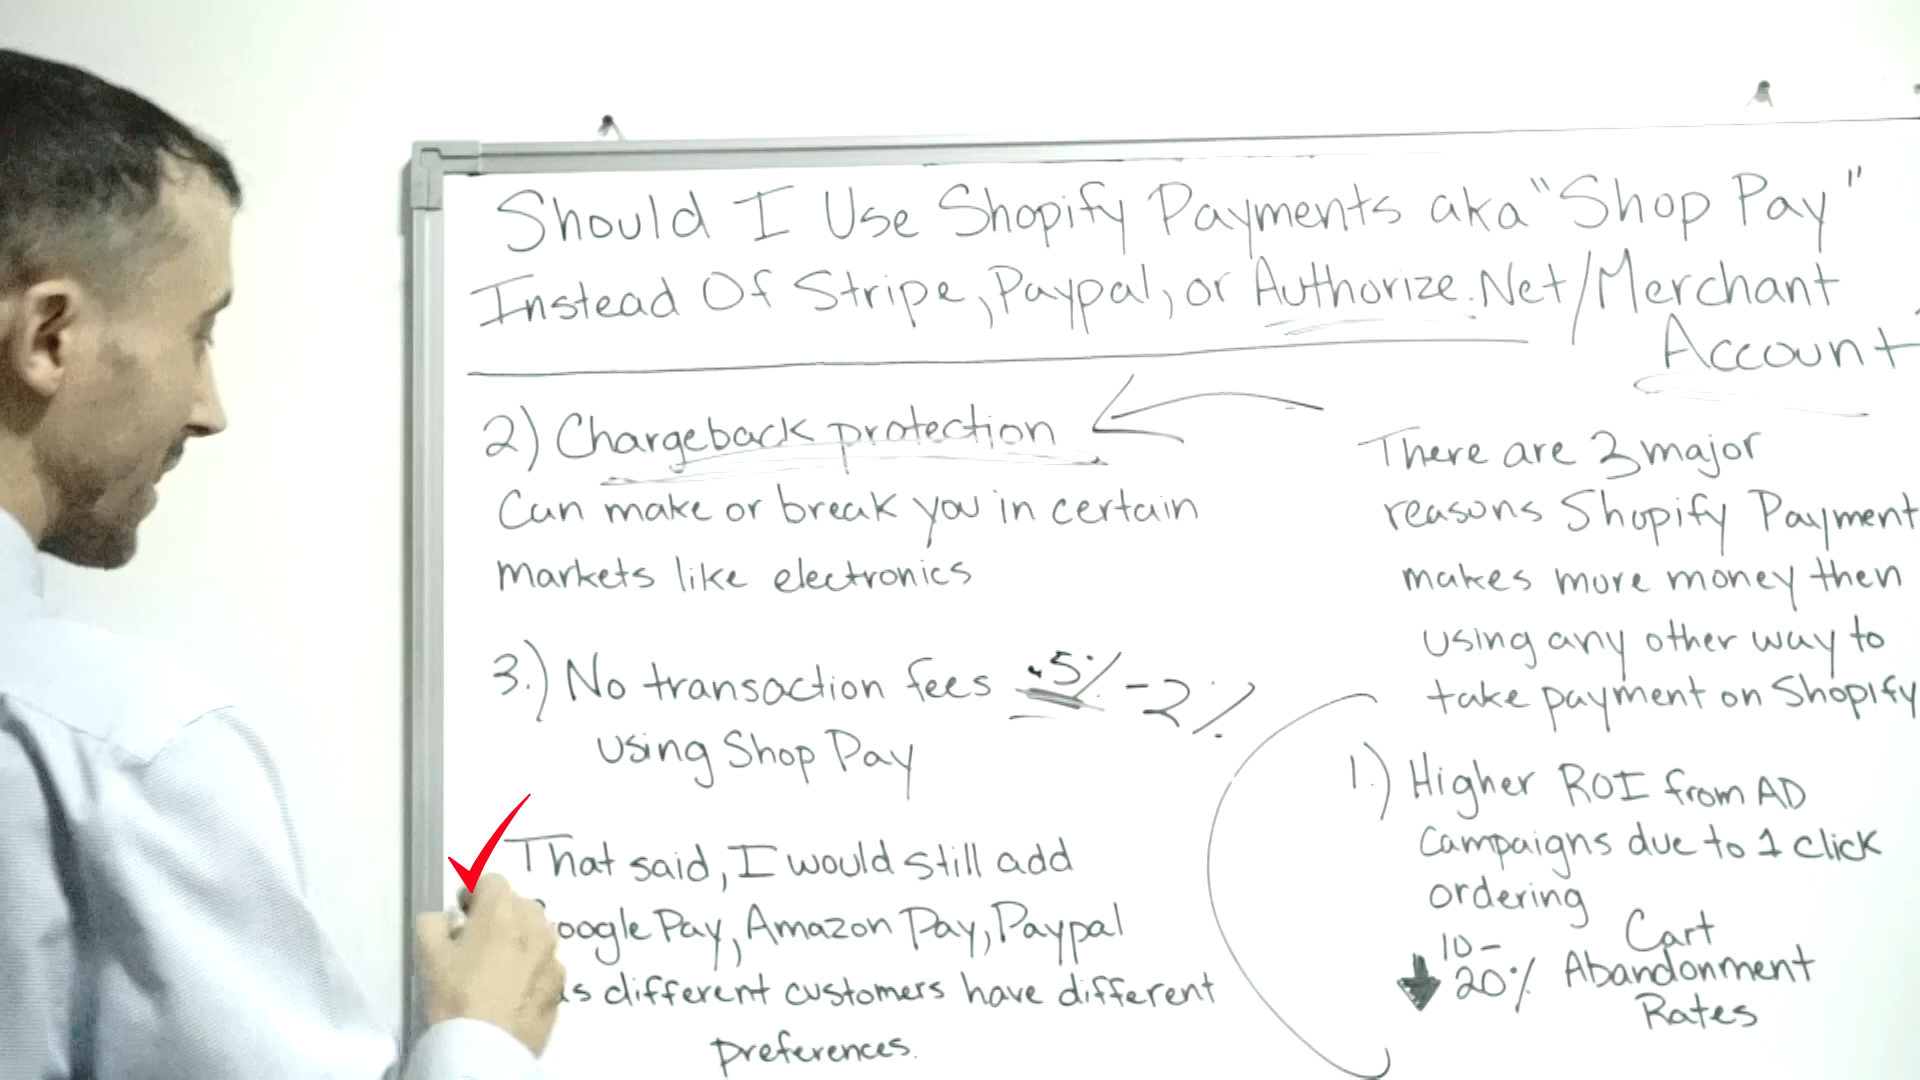 Should I Use Shopify Payments aka "Shop Pay"
Instead Of Stripe, Paypal, or Authorize.Net/Merchant
Account
There are 3 major
reasons Shopify Payment
makes more money then
using any other way to
take payment on Shopify
1.) Higher ROI from AD
Campaigns due to 1 click
ordering
10-
20% Cart
Abandonment
Rates
2) Chargeback protection
Can make or break you in certain
markets like electronics
3.) No transaction fees .5% - 2%
using Shop Pay
That said, I would still add
oogle Pay, Amazon Pay, Paypal
as different customers have different
preferences.